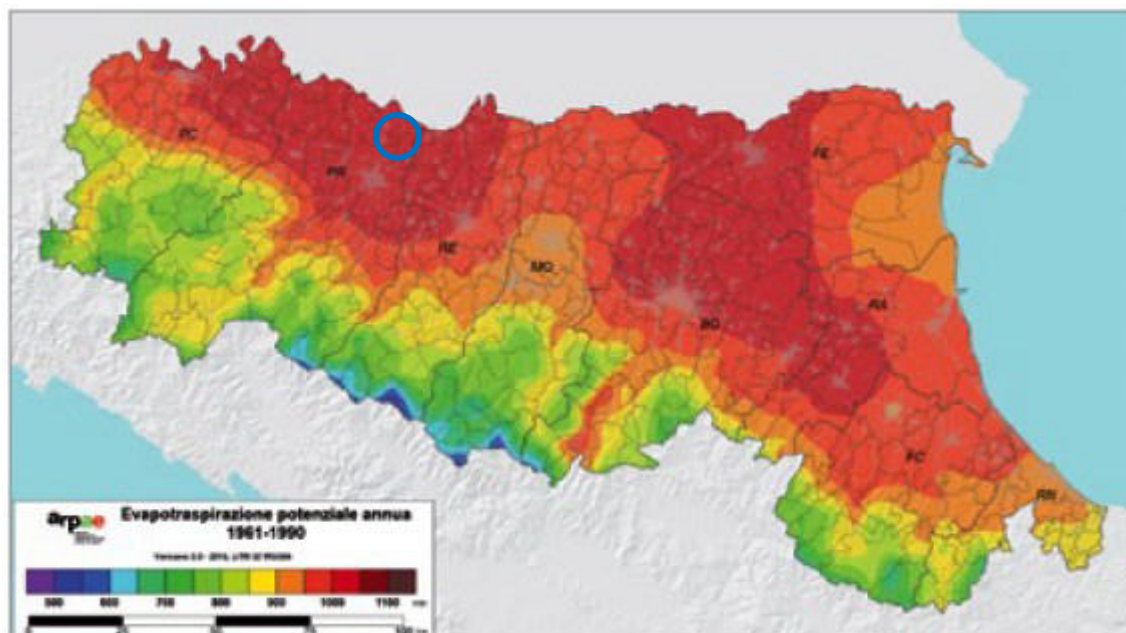 PC
PR
RE
MO
FE
BO
RA
FC
RN
arpae
Evapotraspirazione potenziale annua
1961-1990
500 600 700 800 900 1000 1100